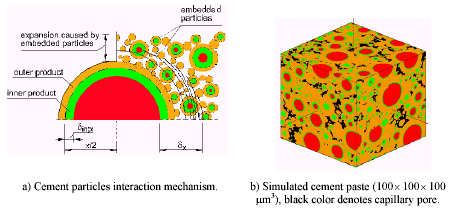 embedded
particles
expansion caused by
embedded particles
outer product
inner product
x/2
a) Cement particles interaction mechanism.
b) Simulated cement paste (100× 100× 100
μm³), black color denotes capillary pore.